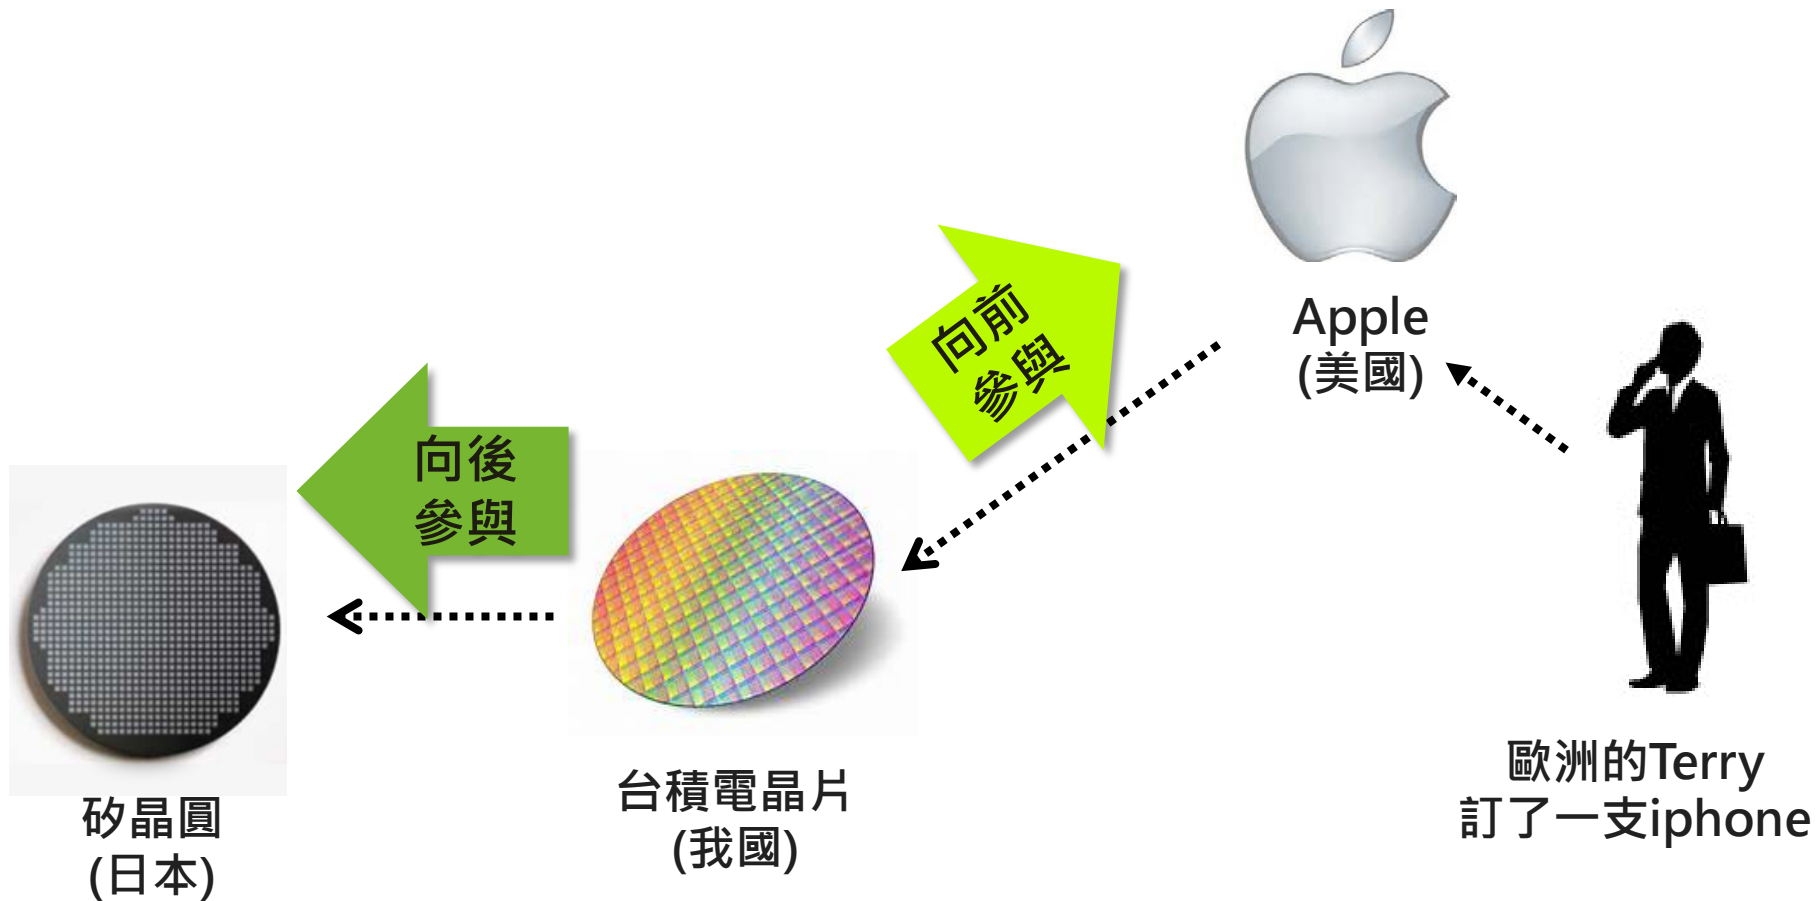 Apple
(美國)
向前
參與
向後
參與
矽晶圓
(日本)
台積電晶片
(我國)
歐洲的Terry
訂了一支iphone